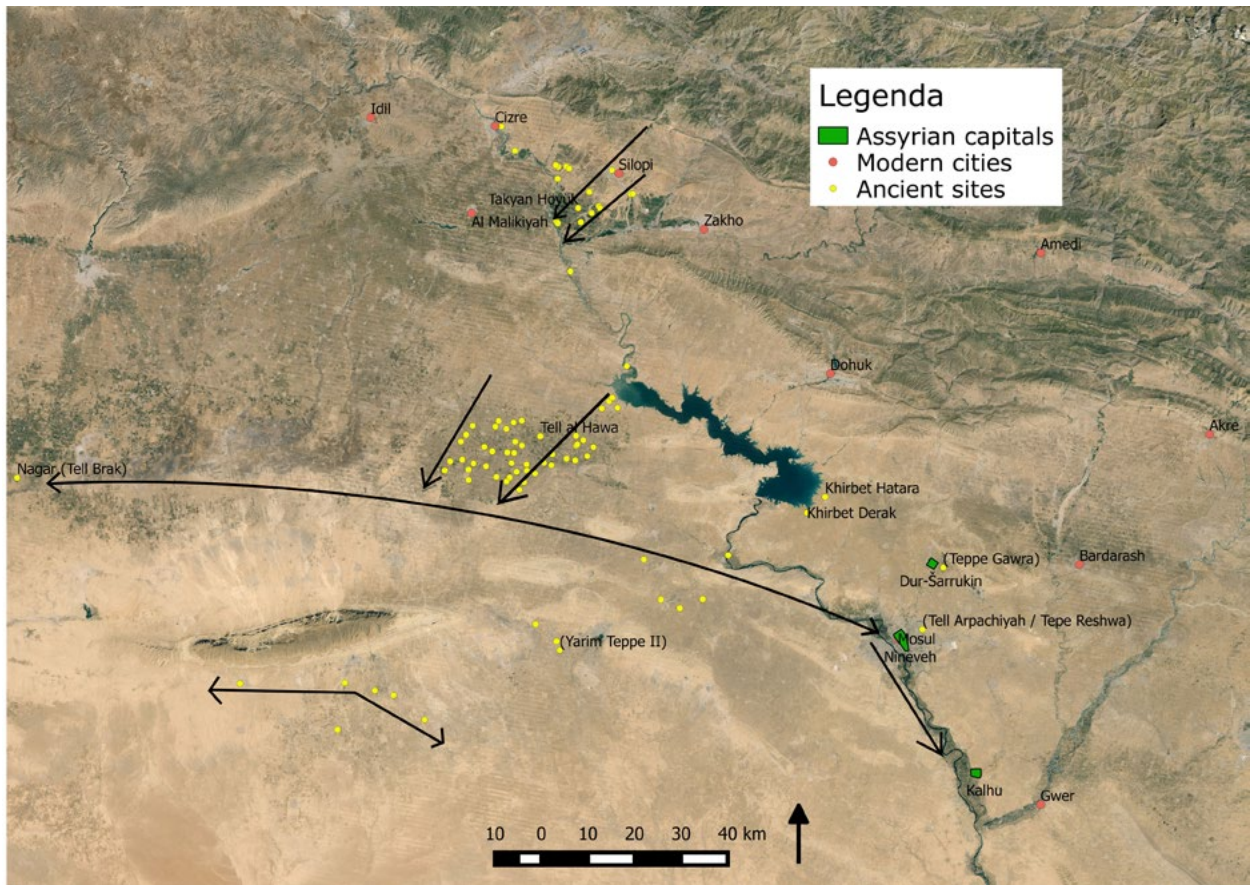 Legenda
Assyrian capitals
Modern cities
Ancient sites
Idil
Cizre
Silopi
Takyan Hoyuk
Al Malikiyah
Zakho
Amedi
Dohuk
Akre
Tell al Hawa
Nagar (Tell Brak)
Khirbet Hatara
Khirbet Derak
(Teppe Gawra)
Dur-Sarrukin
Bardarash
(Tell Arpachiyah / Tepe Reshwa)
Mosul
Nineveh
(Yarim Teppe II)
Kalhu
Gwer
10 0 10 20 30 40 km